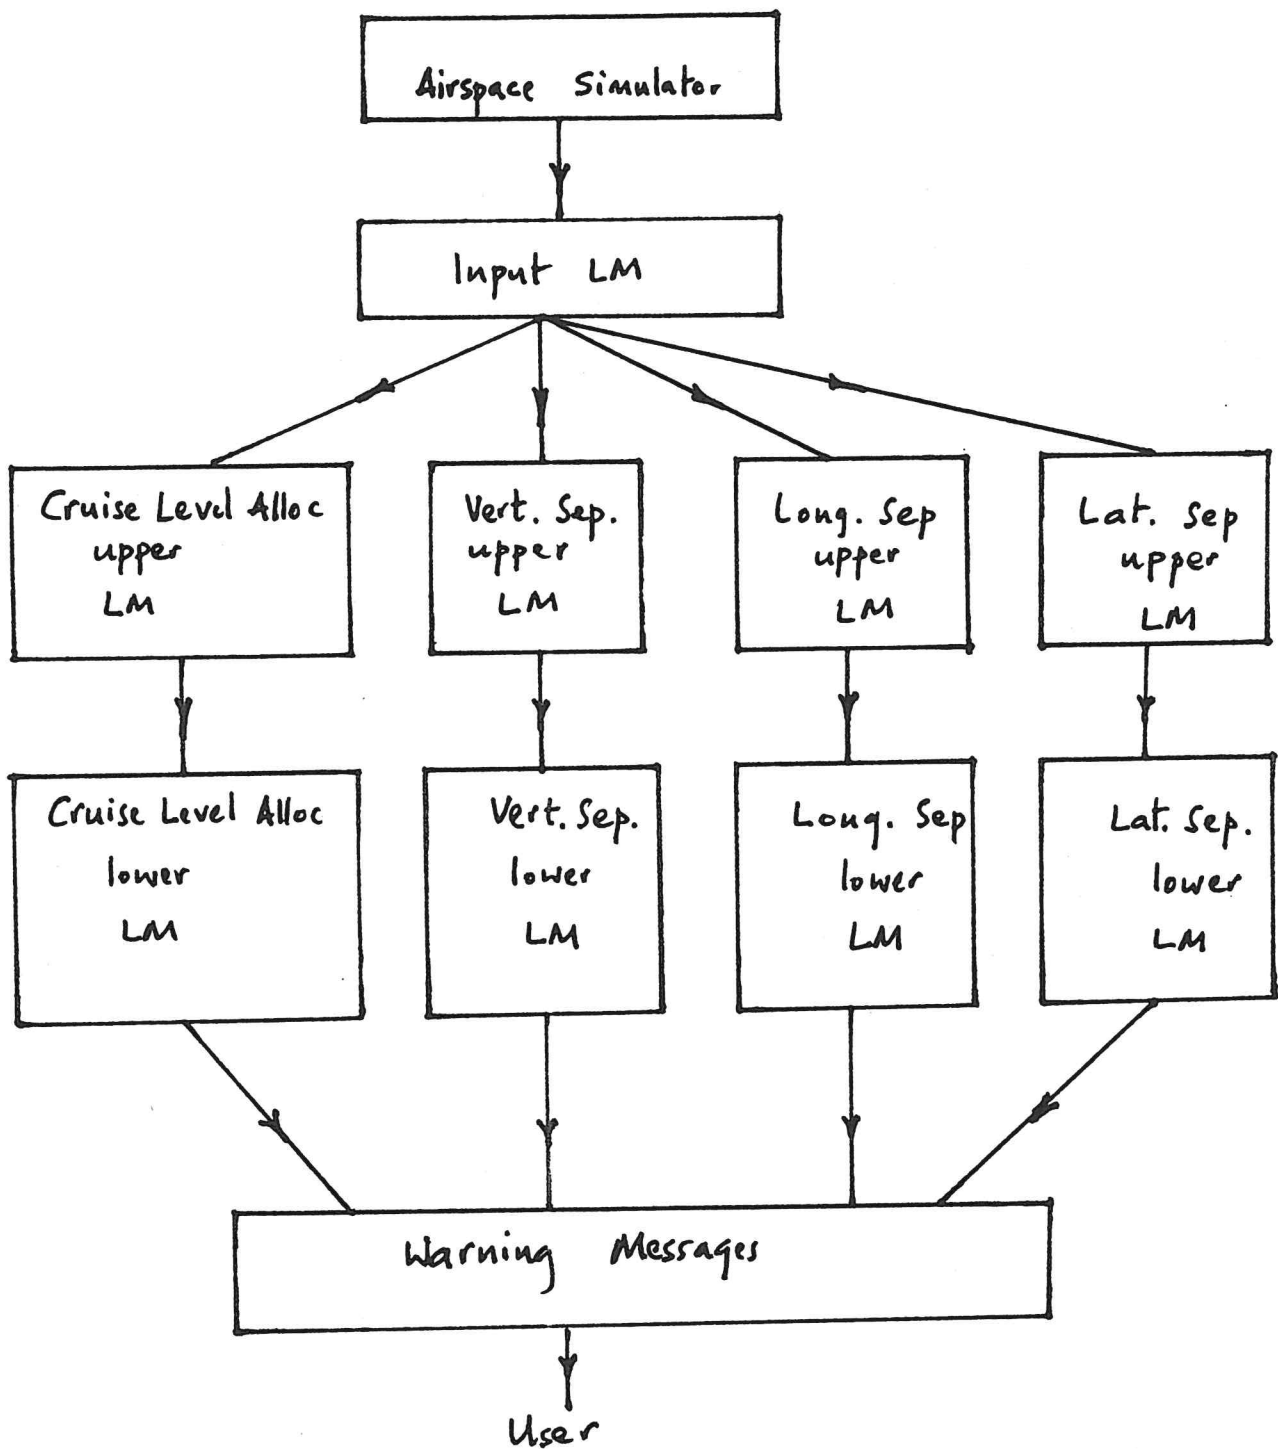 Airspace Simulator
Input LM
Cruise Level Alloc
upper
LM
Vert. Sep.
upper
LM
Long. Sep
upper
LM
Lat. Sep
upper
LM
Cruise Level Alloc
lower
LM
Vert. Sep.
lower
LM
Long. Sep
lower
LM
Lat. Sep.
lower
LM
Warning Messages
User